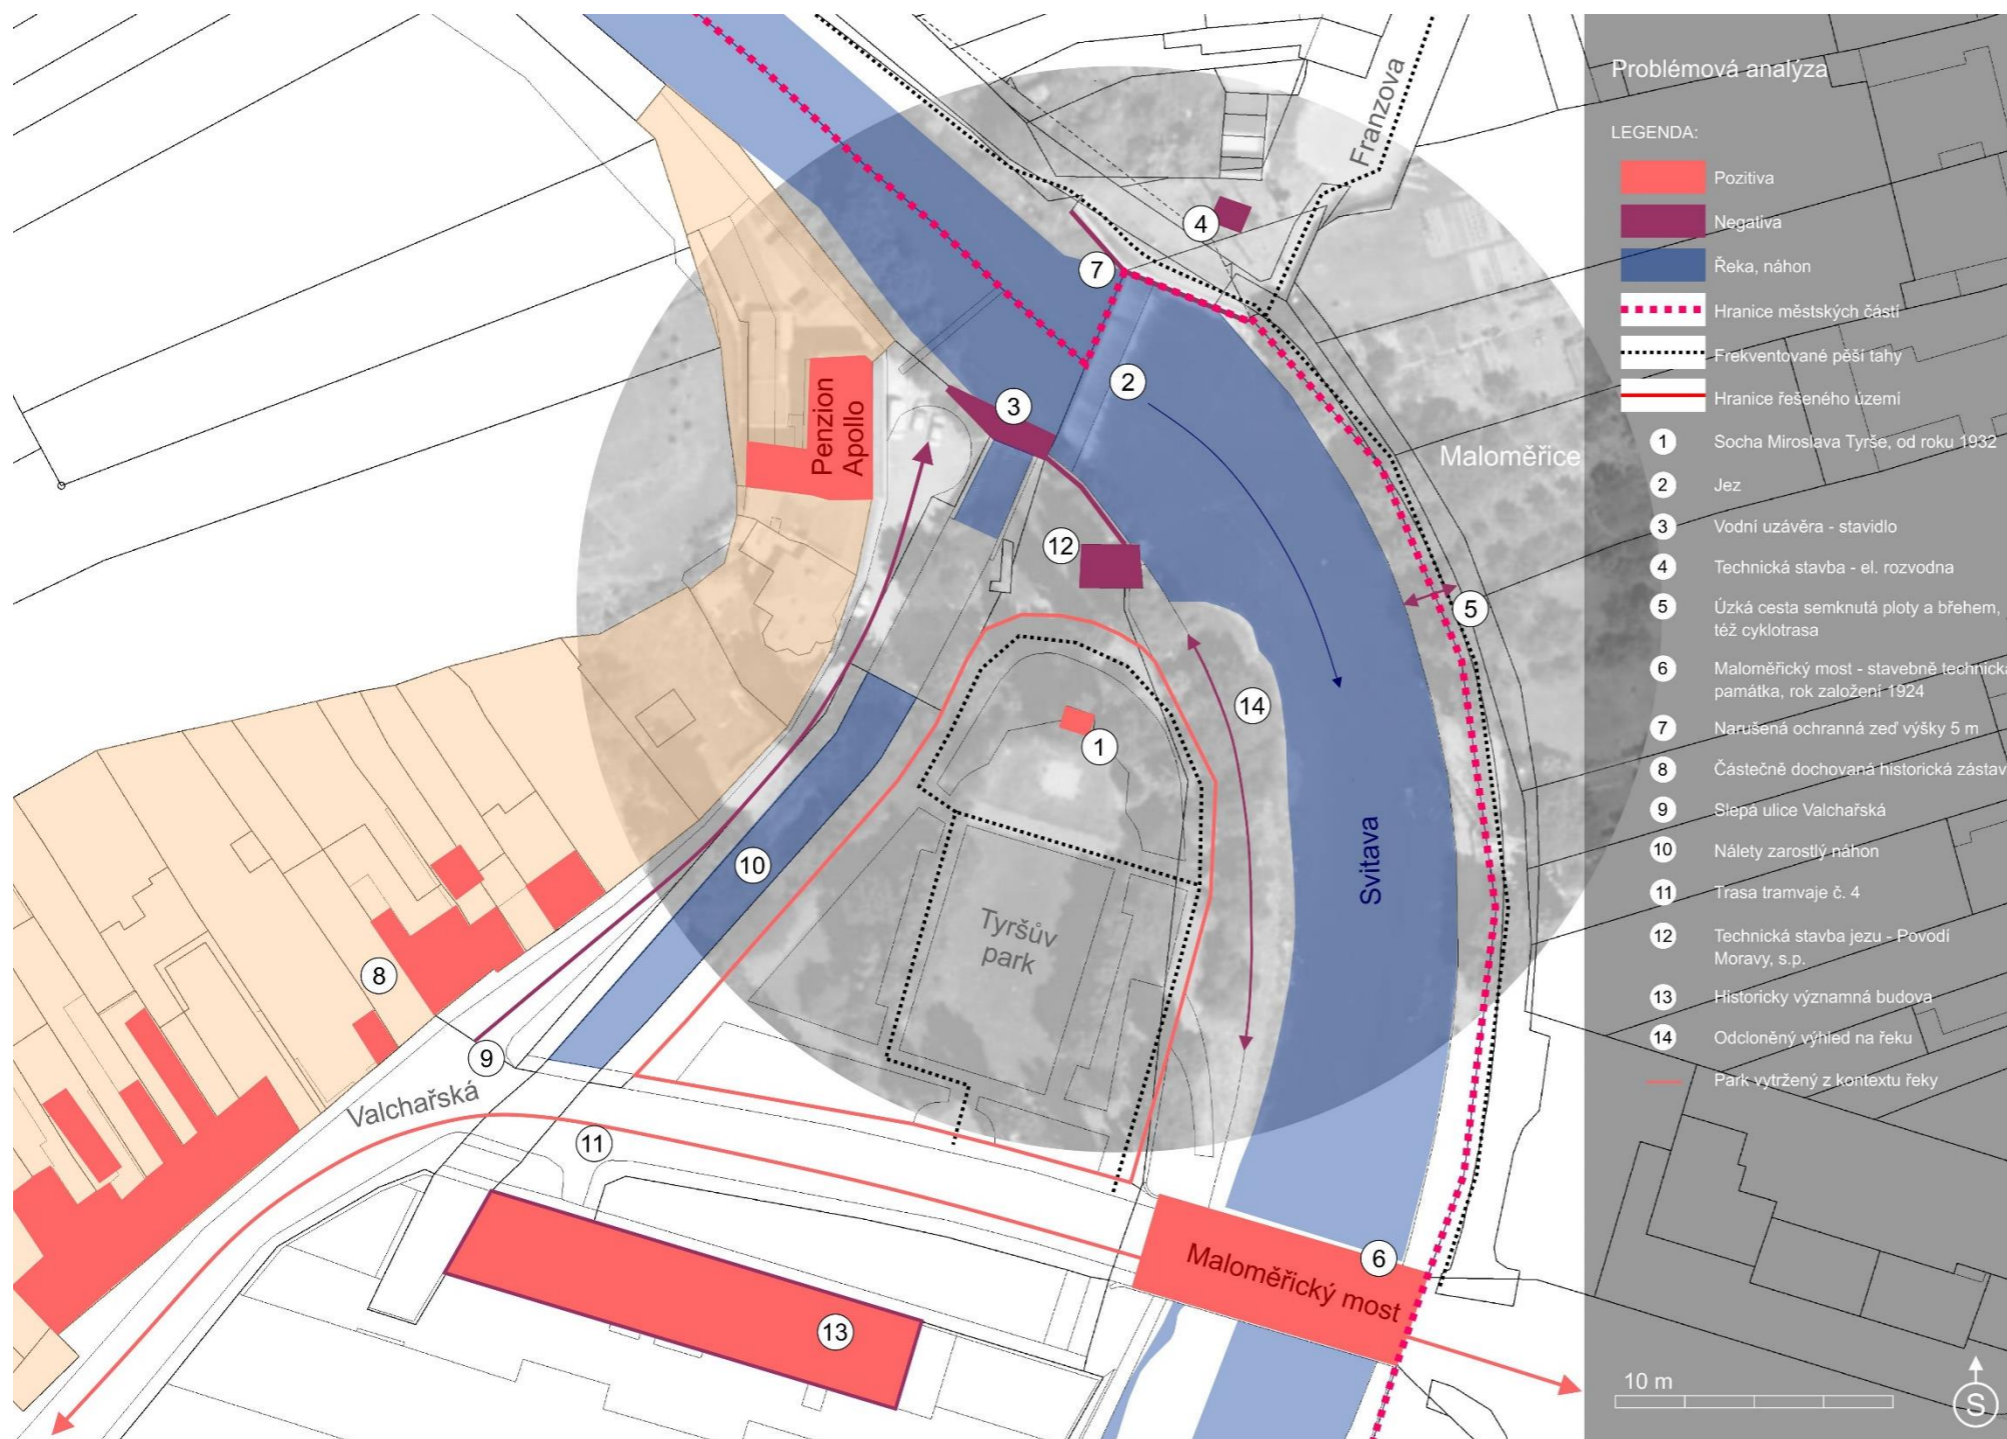 Problémová analýza
LEGENDA:
Pozitiva
Negativa
Řeka, náhon
Hranice městských částí
Frekventované pěší tahy
Hranice řešeného území
1 Socha Miroslava Tyrše, od roku 1932
2 Jez
3 Vodní uzávěra - stavidlo
4 Technická stavba - el. rozvodna
5 Úzká cesta semknutá ploty a břehem,
též cyklotrasa
6 Maloměřický most - stavebně technická
památka, rok založení 1924
7 Narušená ochranná zeď výšky 5 m
8 Částečně dochovaná historická zástav
9 Slepá ulice Valchařská
10 Nálety zarostlý náhon
11 Trasa tramvaje č. 4
12 Technická stavba jezu - Povodí
Moravy, s.p.
13 Historicky významná budova
14 Odcloněný výhled na řeku
Park vytržený z kontextu řeky
10 m
S
Franzova
4
7
2
3
Penzion
Apollo
Maloměřice
12
5
14
1
Svitava
10
Tyršův
park
8
9
Valchařská
11
6
Maloměřický most
13